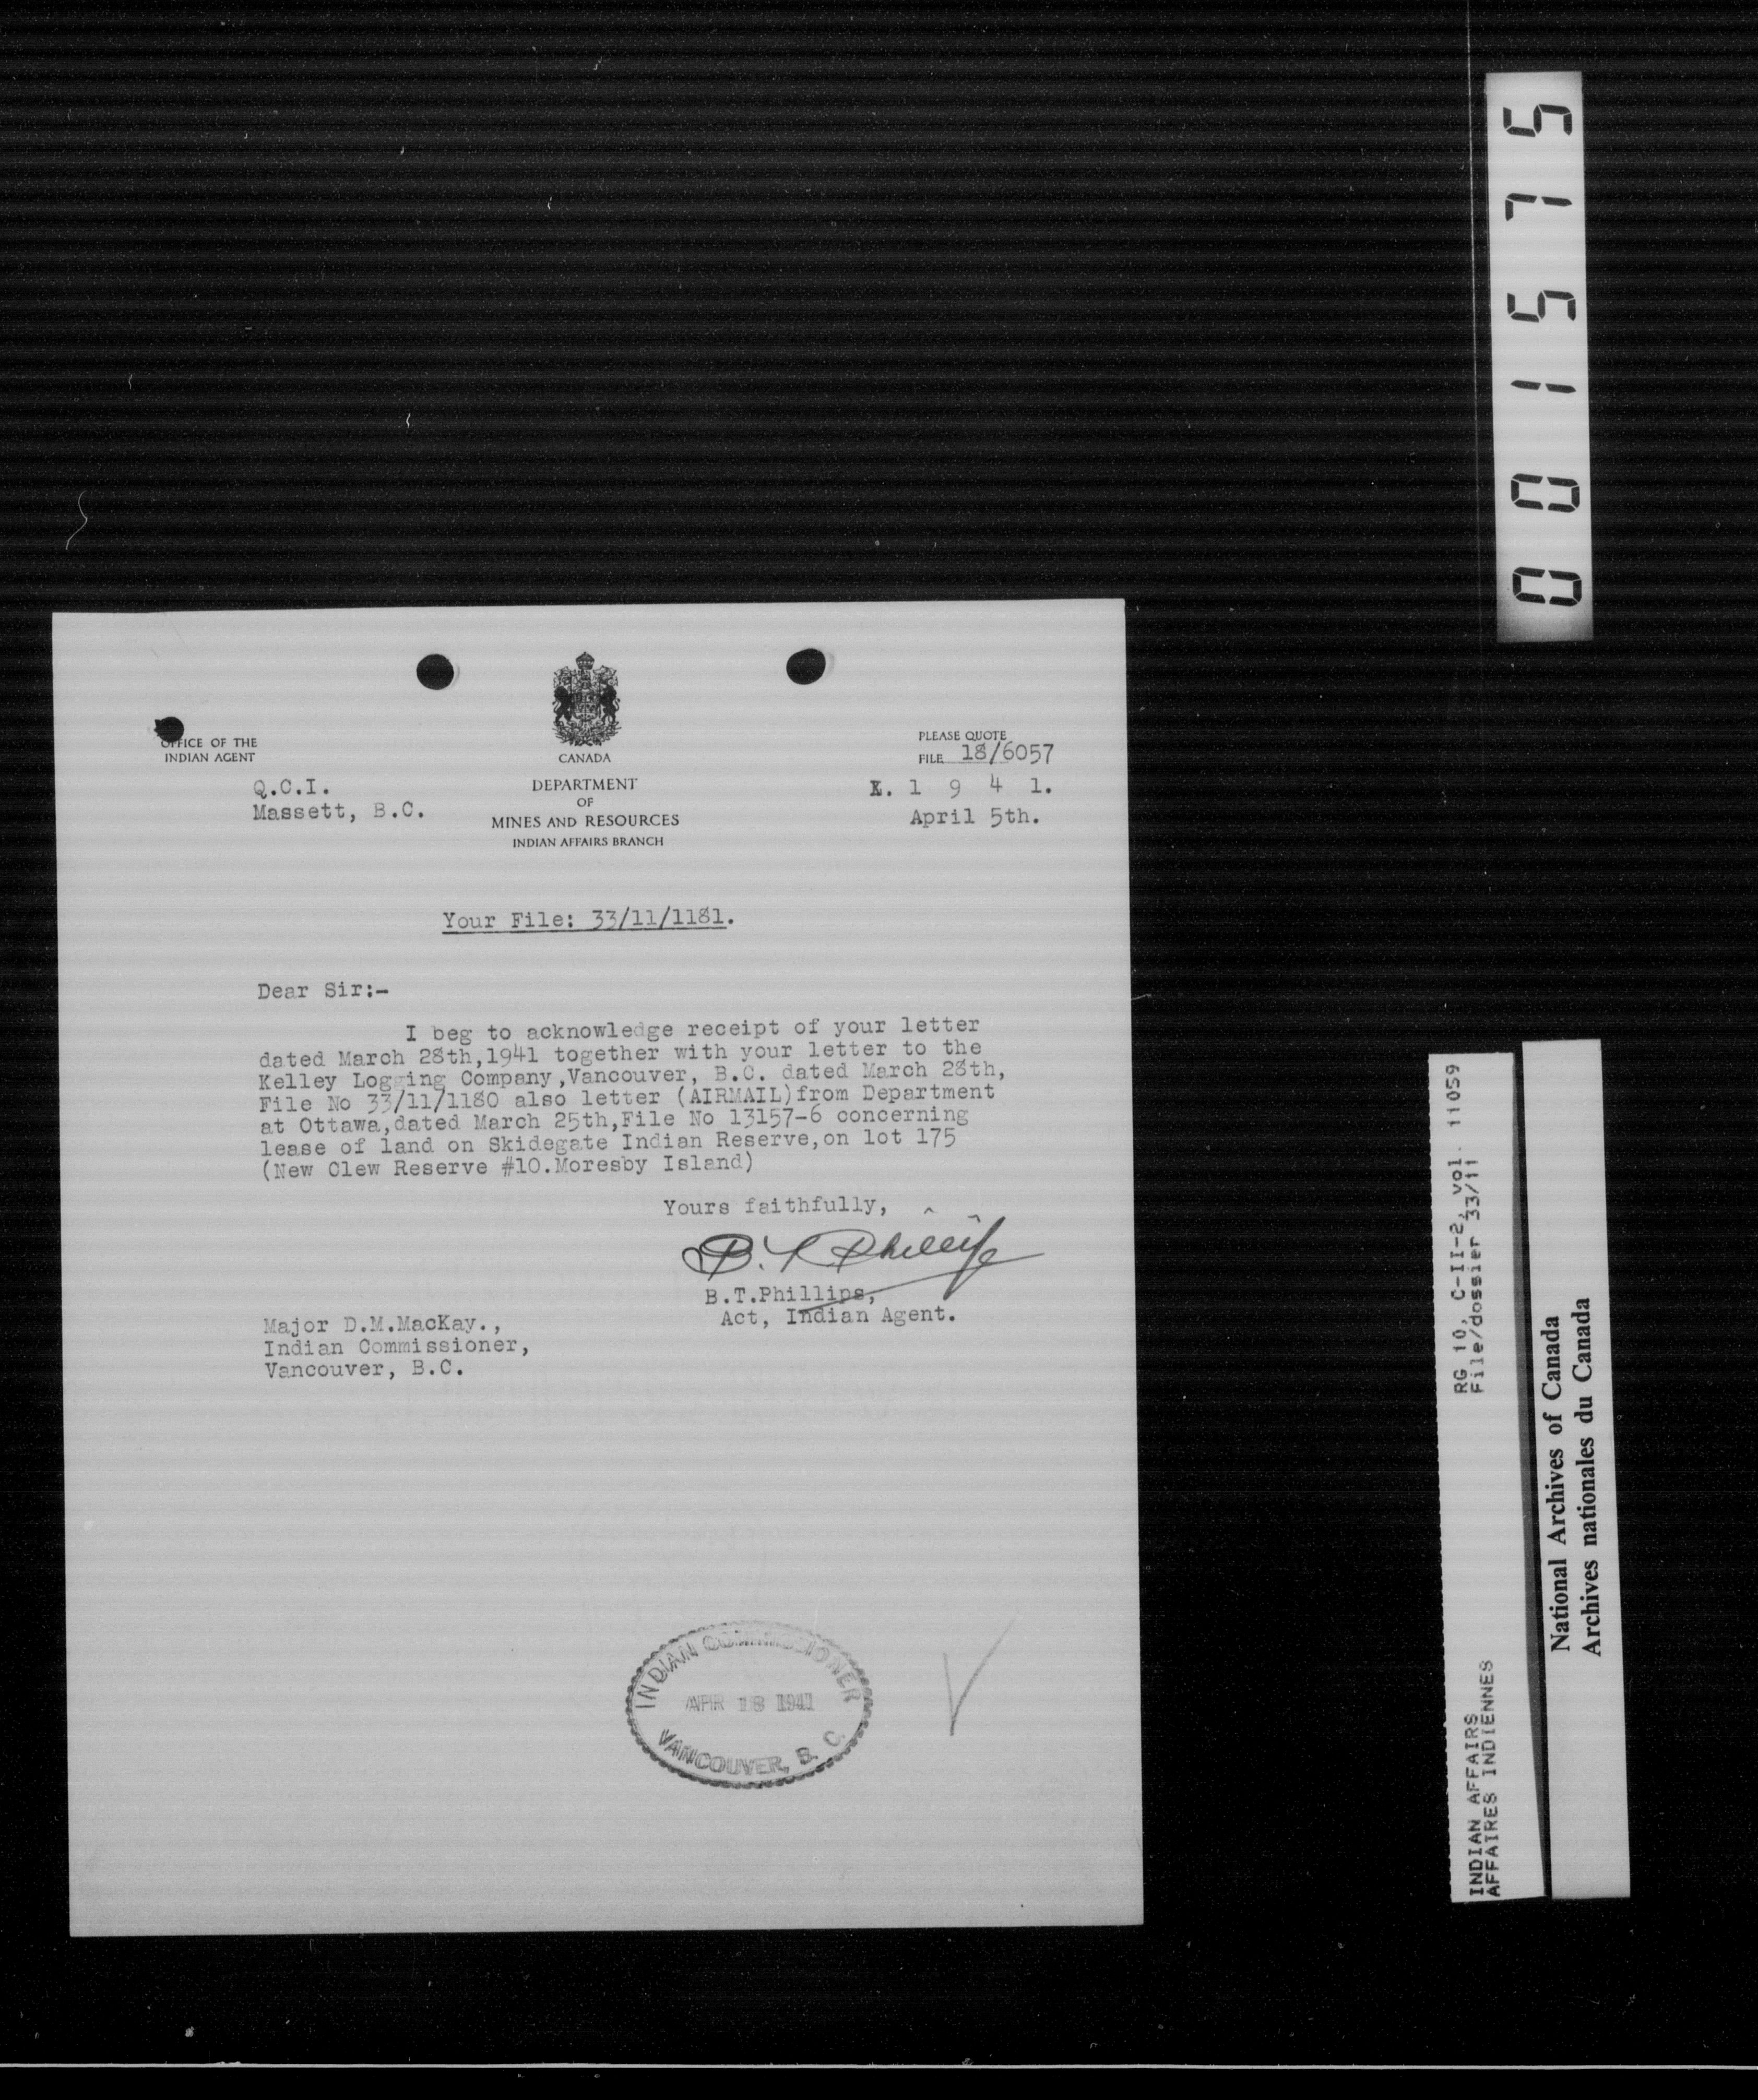 OFFICE OF THE
INDIAN AGENT
Q.C.I.
Massett, B.C.
CANADA
DEPARTMENT
OF
MINES AND RESOURCES
INDIAN AFFAIRS BRANCH
PLEASE QUOTE
FILE 18/6057
1 9 4 1.
April 5th.
Your File: 33/11/1181.
Dear Sir:-
I beg to acknowledge receipt of your letter
dated March 28th,1941 together with your letter to the
Kelley Logging Company,Vancouver, B.C. dated March 28th,
File No 33/11/1180 also letter (AIRMAIL)from Department
at Ottawa,dated March 25th,File No 13157-6 concerning
lease of land on Skidegate Indian Reserve,on lot 175
(New Clew Reserve #10.Moresby Island)
Yours faithfully,
B. T. Phillips
B.T.Phillips,
Act, Indian Agent.
Major D.M.MacKay.,
Indian Commissioner,
Vancouver, B.C.
INDIAN COMMISSIONER
APR 18 1941
VANCOUVER, B. C.
001575
INDIAN AFFAIRS RG 10, C-II-2, vol. 11059
AFFAIRES INDIENNES File/dossier 33/11
National Archives of Canada
Archives nationales du Canada